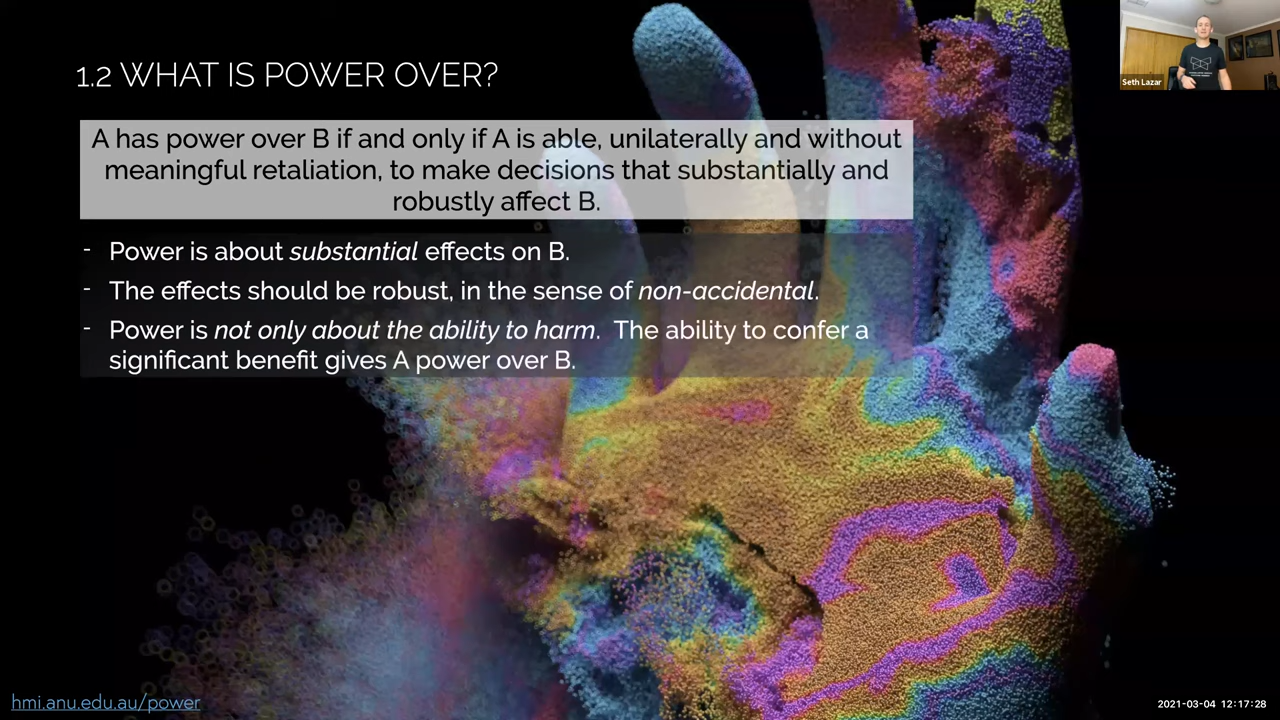 1.2 WHAT IS POWER OVER?
Seth Lazar
A has power over B if and only if A is able, unilaterally and without
meaningful retaliation, to make decisions that substantially and
robustly affect B.
- Power is about substantial effects on B.
- The effects should be robust, in the sense of non-accidental.
- Power is not only about the ability to harm. The ability to confer a
significant benefit gives A power over B.
hmi.anu.edu.au/power
2021-03-04 12:17:28